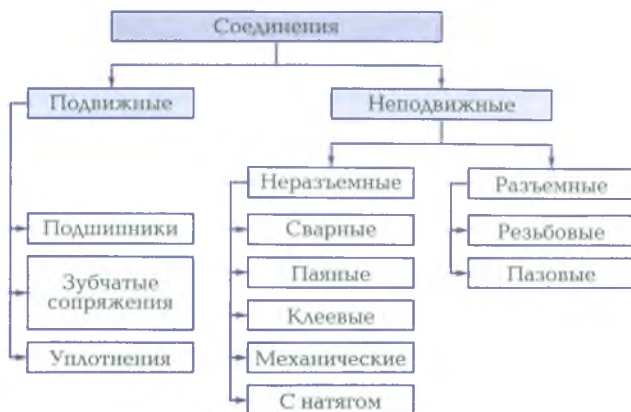 Соединения
Подвижные
Неподвижные
Подшипники
Зубчатые
сопряжения
Уплотнения
Неразъемные
Сварные
Паяные
Клеевые
Механические
С натягом
Разъемные
Резьбовые
Пазовые